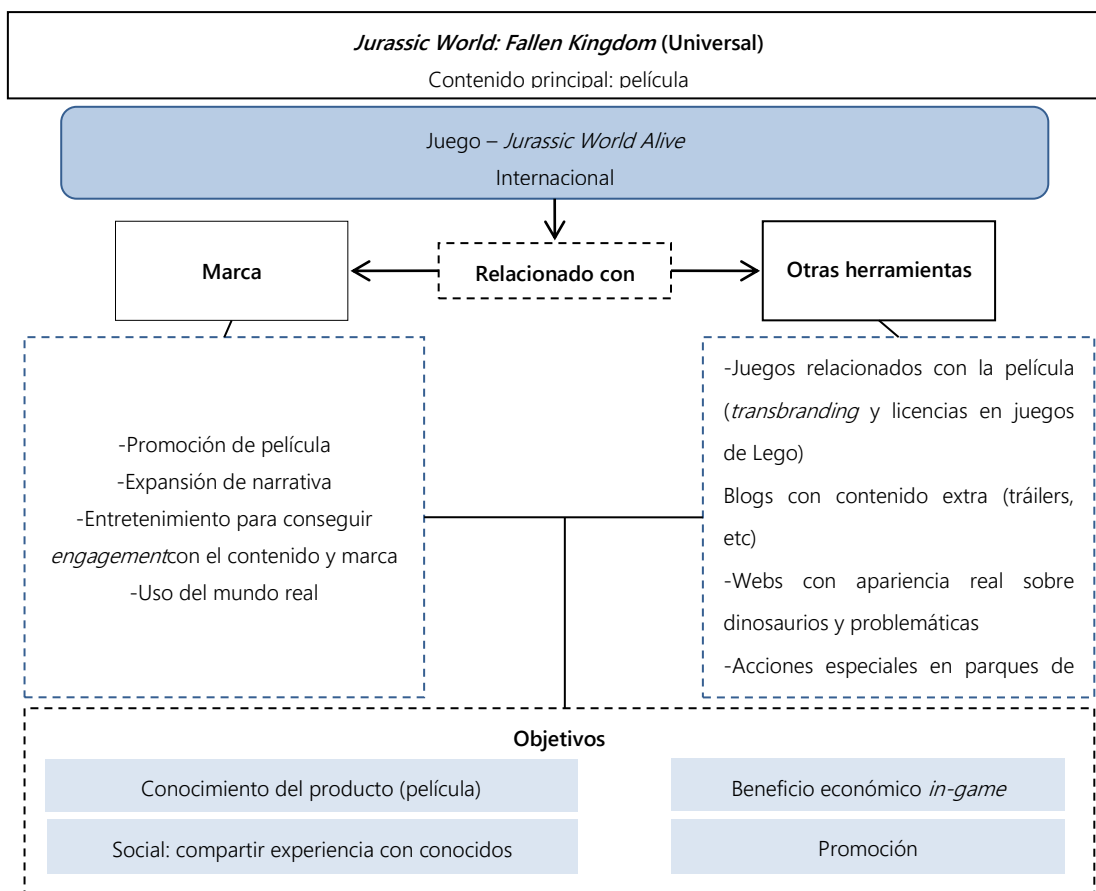 Jurassic World: Fallen Kingdom (Universal)
Contenido principal: película
Juego – Jurassic World Alive
Internacional
Marca
Relacionado con
Otras herramientas
-Promoción de película
-Expansión de narrativa
-Entretenimiento para conseguir
engagementcon el contenido y marca
-Uso del mundo real
-Juegos relacionados con la película
(transbranding y licencias en juegos
de Lego)
Blogs con contenido extra (tráilers,
etc)
-Webs con apariencia real sobre
dinosaurios y problemáticas
-Acciones especiales en parques de
Objetivos
Conocimiento del producto (película)
Beneficio económico in-game
Social: compartir experiencia con conocidos
Promoción